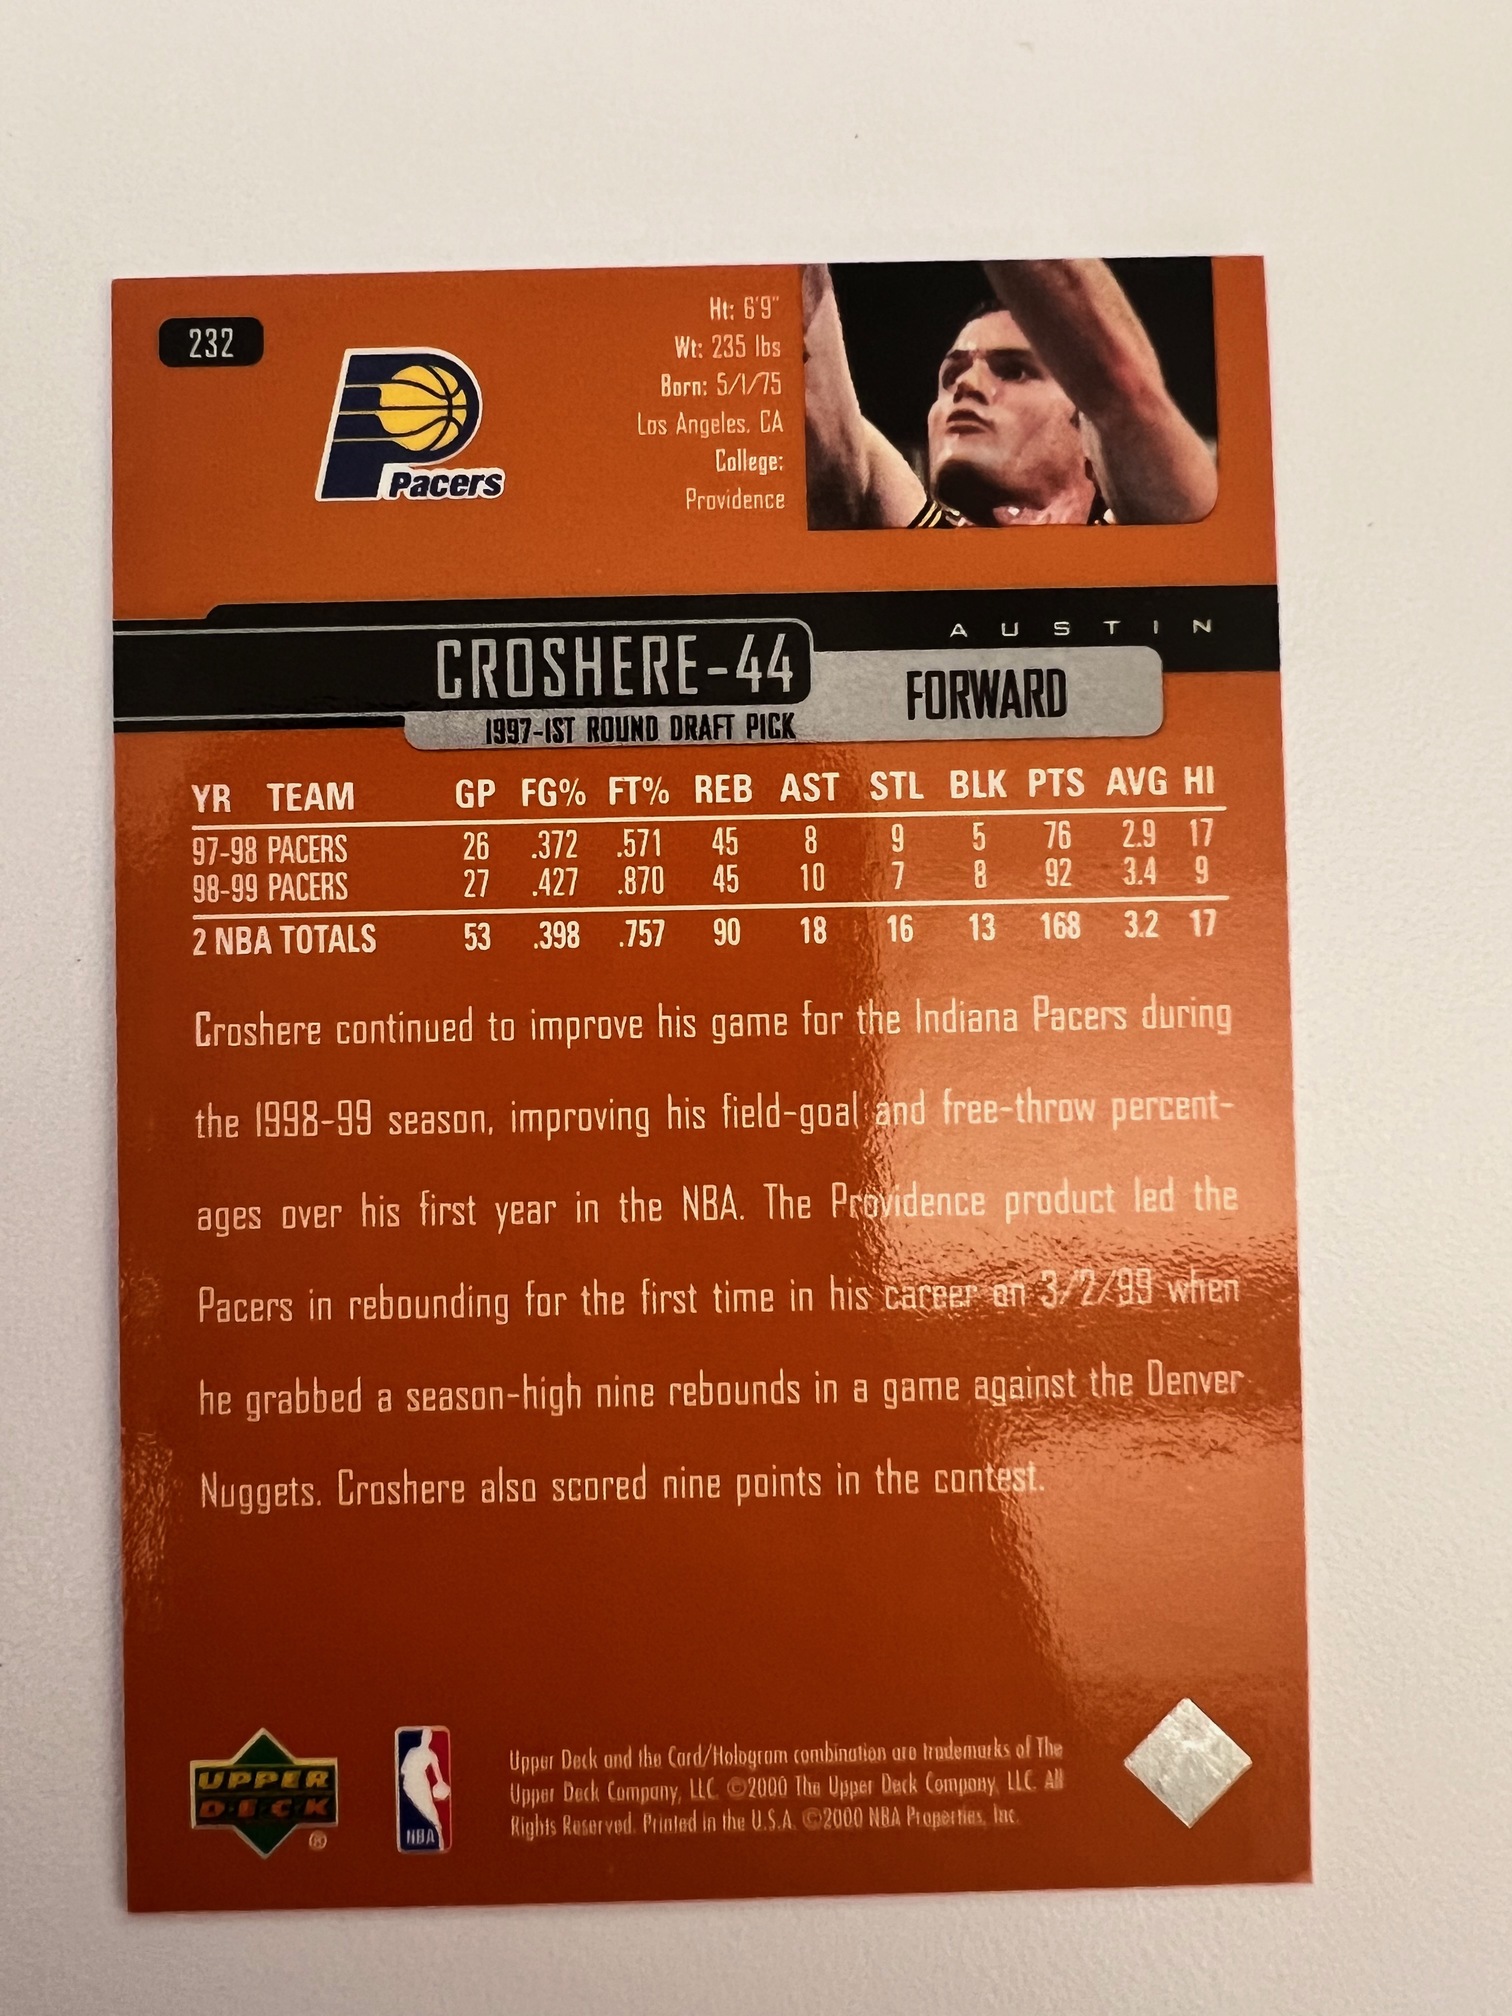 232
Pacers
Ht: 6'9"
Wt: 235 lbs
Born: 5/1/75
Los Angeles, CA
College:
Providence
AUSTIN
CROSHERE-44
FORWARD
1997-1ST ROUND DRAFT PICK
YR TEAM GP FG% FT% REB AST STL BLK PTS AVG HI
97-98 PACERS 26 .372 .571 45 8 9 5 76 2.9 17
98-99 PACERS 27 .427 .870 45 10 7 8 92 3.4 9
2 NBA TOTALS 53 .398 .757 90 18 16 13 168 3.2 17
Croshere continued to improve his game for the Indiana Pacers during
the 1998-99 season, improving his field-goal and free-throw percent-
ages over his first year in the NBA. The Providence product led the
Pacers in rebounding for the first time in his career on 3/2/99 when
he grabbed a season-high nine rebounds in a game against the Denver
Nuggets. Croshere also scored nine points in the contest.
UPPER
DECK
®
NBA
Upper Deck and the Card/Hologram combination are trademarks of The
Upper Deck Company, LLC. ©2000 The Upper Deck Company, LLC. All
Rights Reserved. Printed in the U.S.A. ©2000 NBA Properties, Inc.